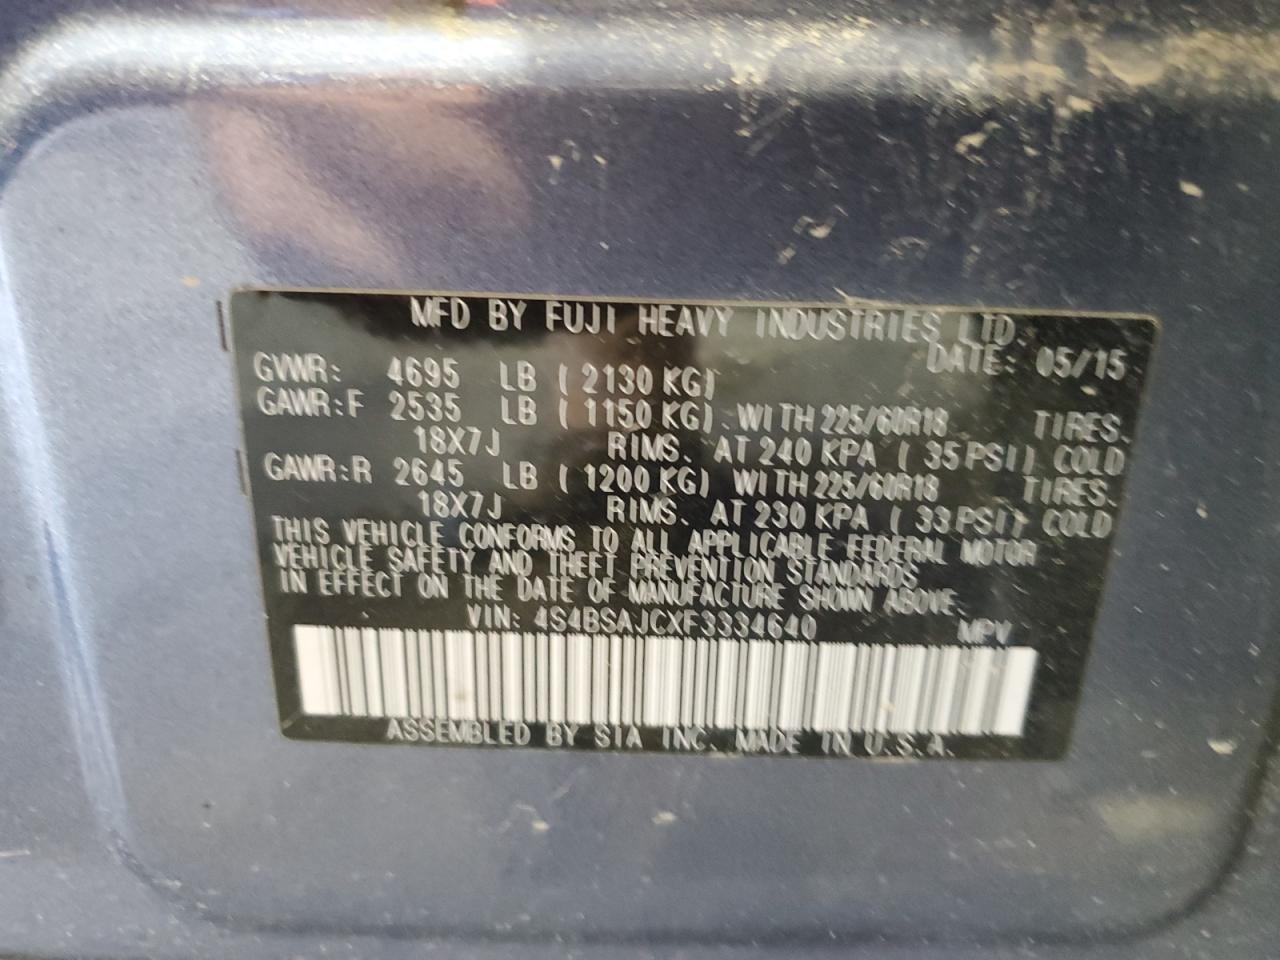 MFD BY FUJI HEAVY INDUSTRIES LTD.
DATE: 05/15
GVWR: 4695 LB ( 2130 KG)
GAWR:F 2535 LB ( 1150 KG) WITH 225/60R18 TIRES.
18X7J RIMS. AT 240 KPA ( 35 PSI) COLD
GAWR:R 2645 LB ( 1200 KG) WITH 225/60R18 TIRES.
18X7J RIMS. AT 230 KPA ( 33 PSI) COLD
THIS VEHICLE CONFORMS TO ALL APPLICABLE FEDERAL MOTOR
VEHICLE SAFETY AND THEFT PREVENTION STANDARDS
IN EFFECT ON THE DATE OF MANUFACTURE SHOWN ABOVE.
VIN: 4S4BSAJCXF3334640 MPV
ASSEMBLED BY SIA INC. MADE IN U.S.A.